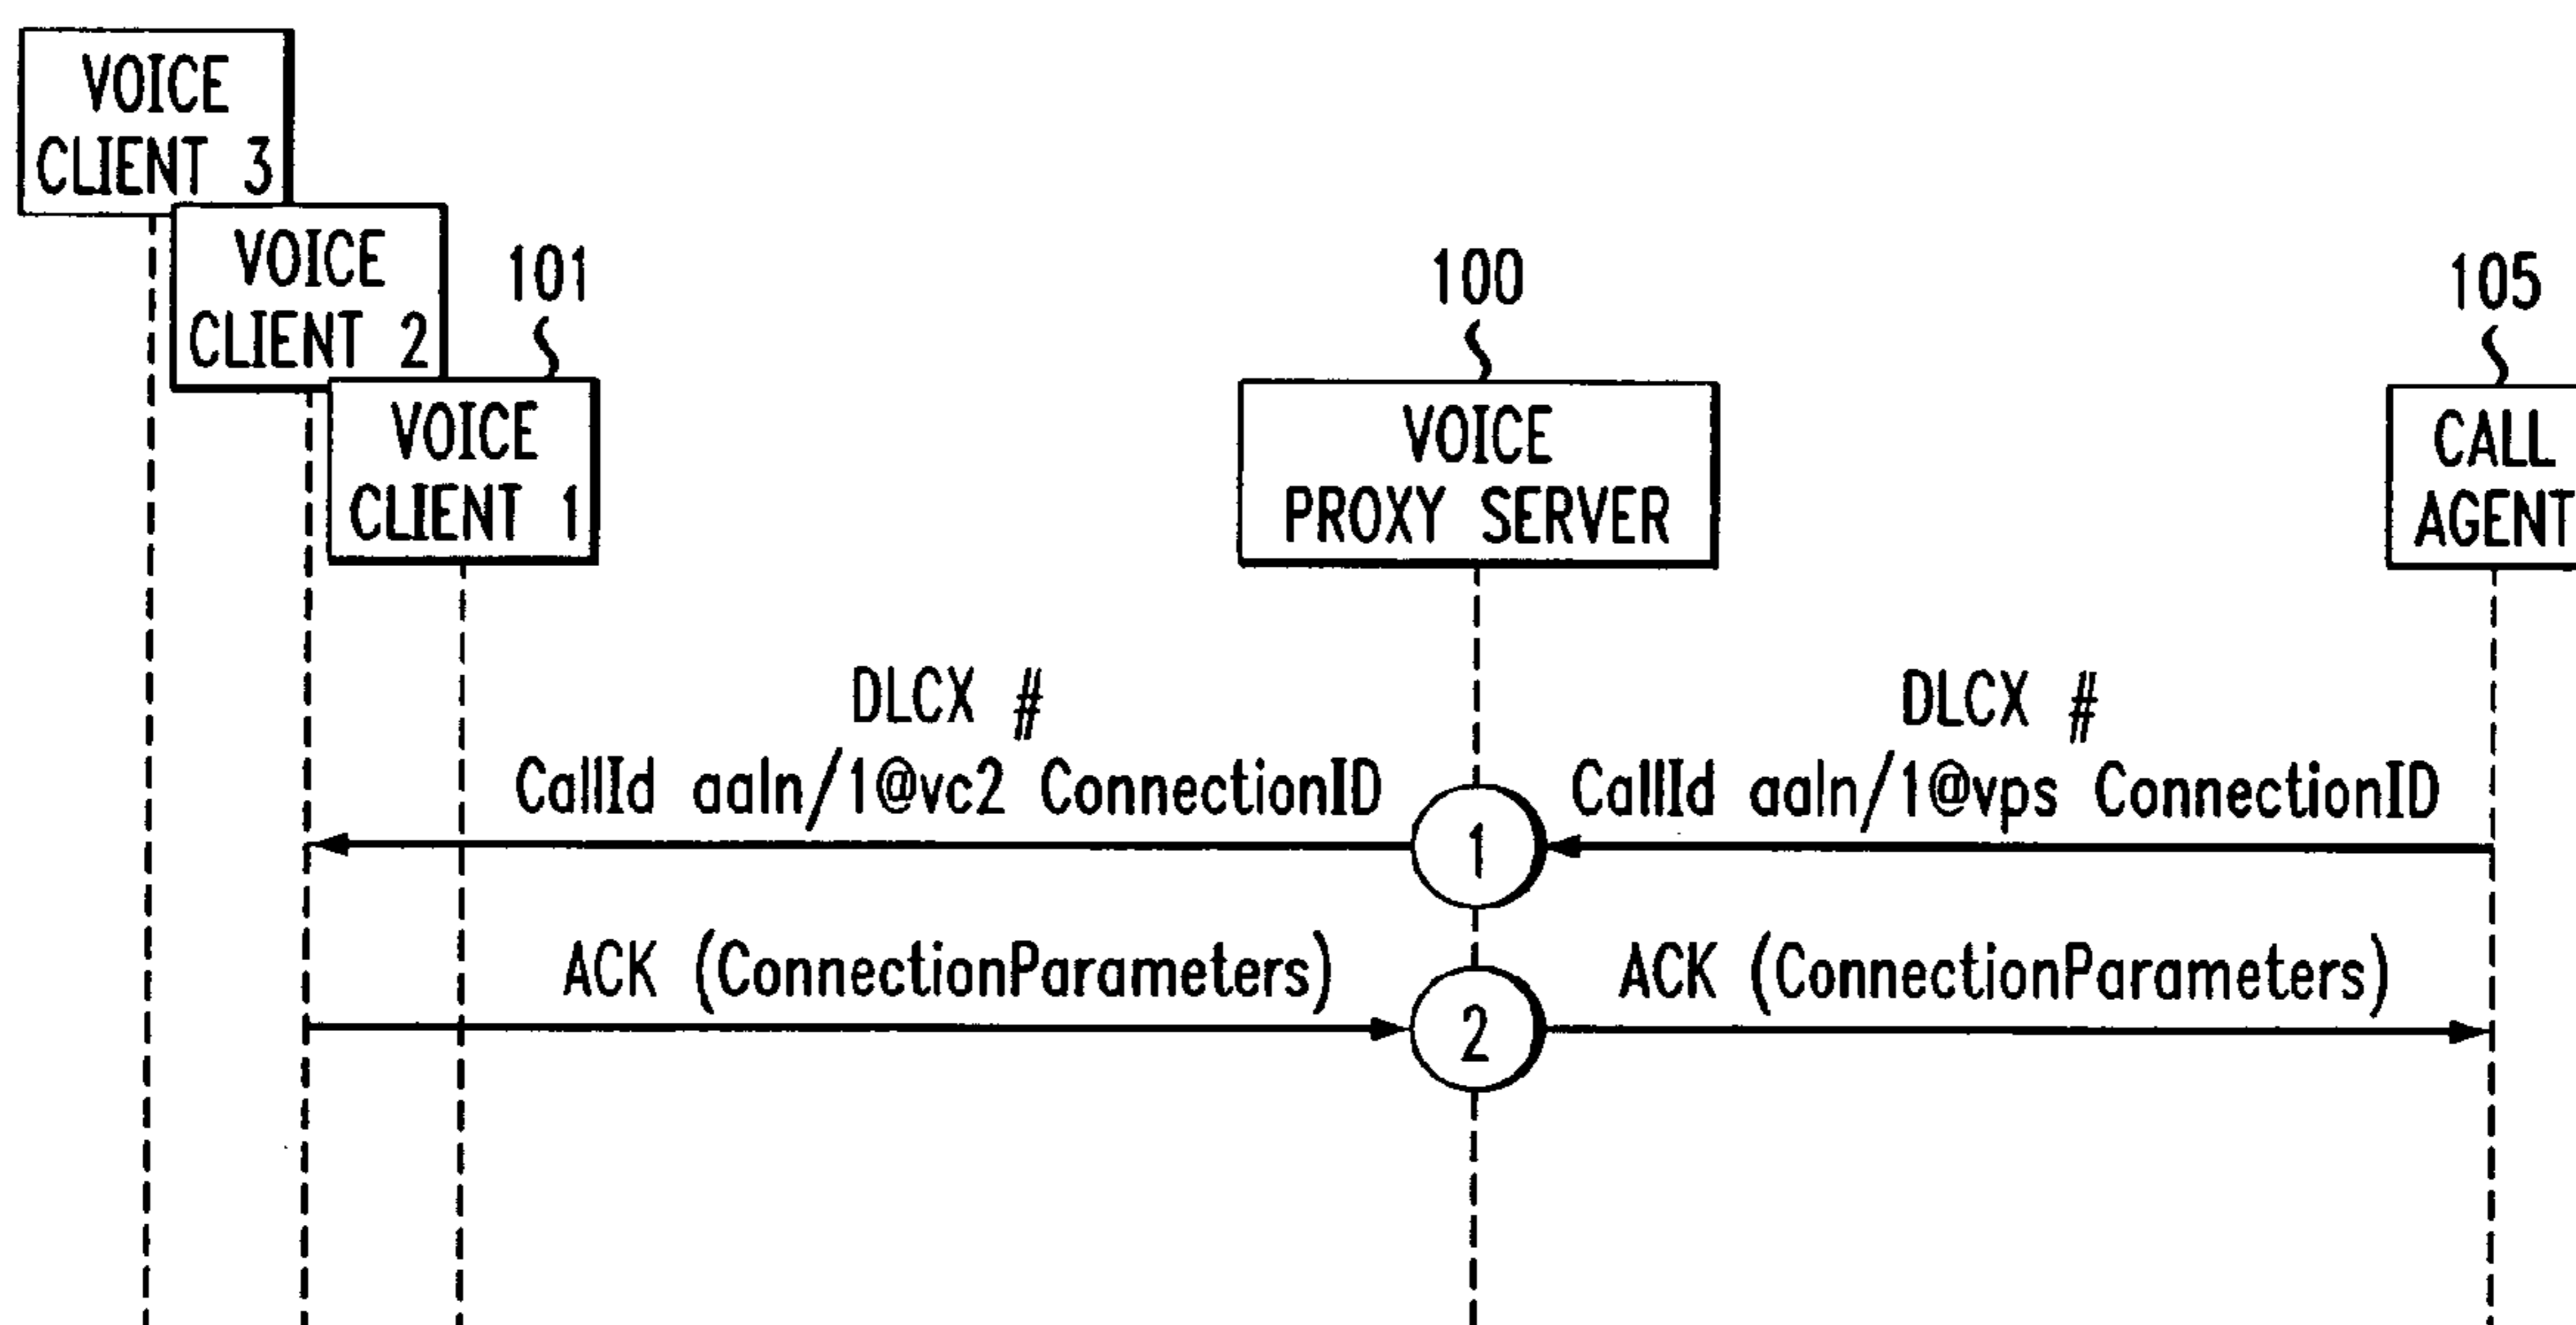 VOICE
CLIENT 3
VOICE
CLIENT 2
101
VOICE
CLIENT 1
100
VOICE
PROXY SERVER
105
CALL
AGENT
DLCX #
CallId aaln/1@vc2 ConnectionID
DLCX #
CallId aaln/1@vps ConnectionID
1
ACK (ConnectionParameters)
ACK (ConnectionParameters)
2